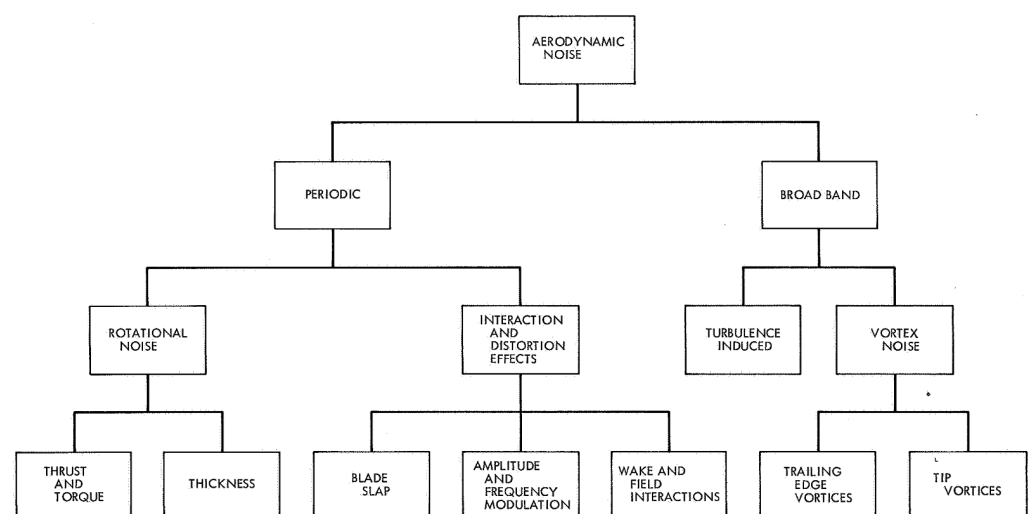 AERODYNAMIC
NOISE
PERIODIC
BROAD BAND
ROTATIONAL
NOISE
INTERACTION
AND
DISTORTION
EFFECTS
TURBULENCE
INDUCED
VORTEX
NOISE
THRUST
AND
TORQUE
THICKNESS
BLADE
SLAP
AMPLITUDE
AND
FREQUENCY
MODULATION
WAKE AND
FIELD
INTERACTIONS
TRAILING
EDGE
VORTICES
TIP
VORTICES